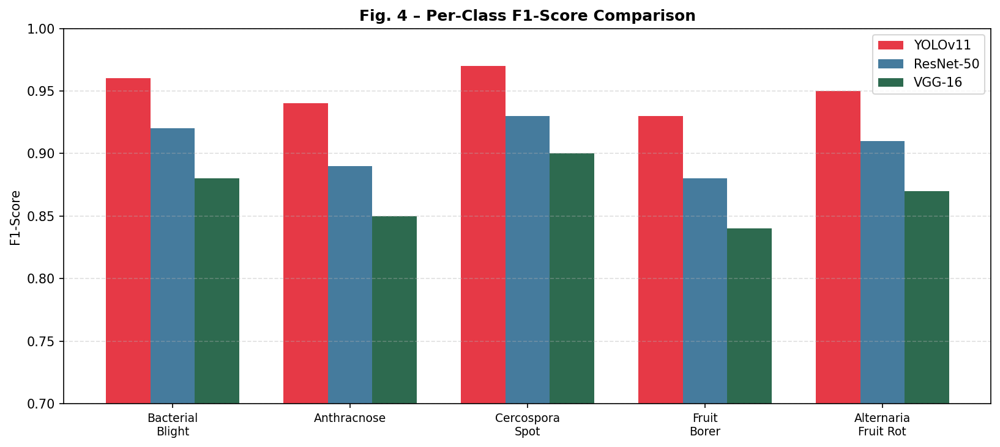 Fig. 4 – Per-Class F1-Score Comparison
YOLOv11
ResNet-50
VGG-16
F1-Score
1.00
0.95
0.90
0.85
0.80
0.75
0.70
Bacterial
Blight
Anthracnose
Cercospora
Spot
Fruit
Borer
Alternaria
Fruit Rot